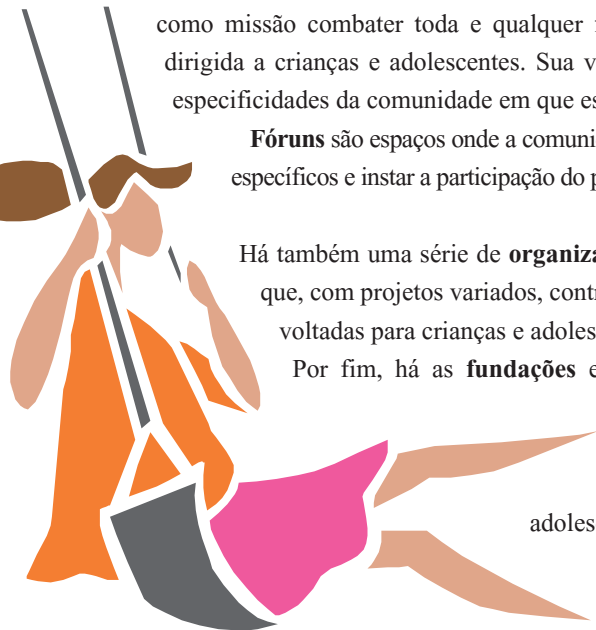 como missão combater toda e qualquer
dirigida a crianças e adolescentes. Sua v
especificidades da comunidade em que es
Fóruns são espaços onde a comuni
específicos e instar a participação do p
Há também uma série de organiza
que, com projetos variados, contr
voltadas para crianças e adoles
Por fim, há as fundações e
adoles